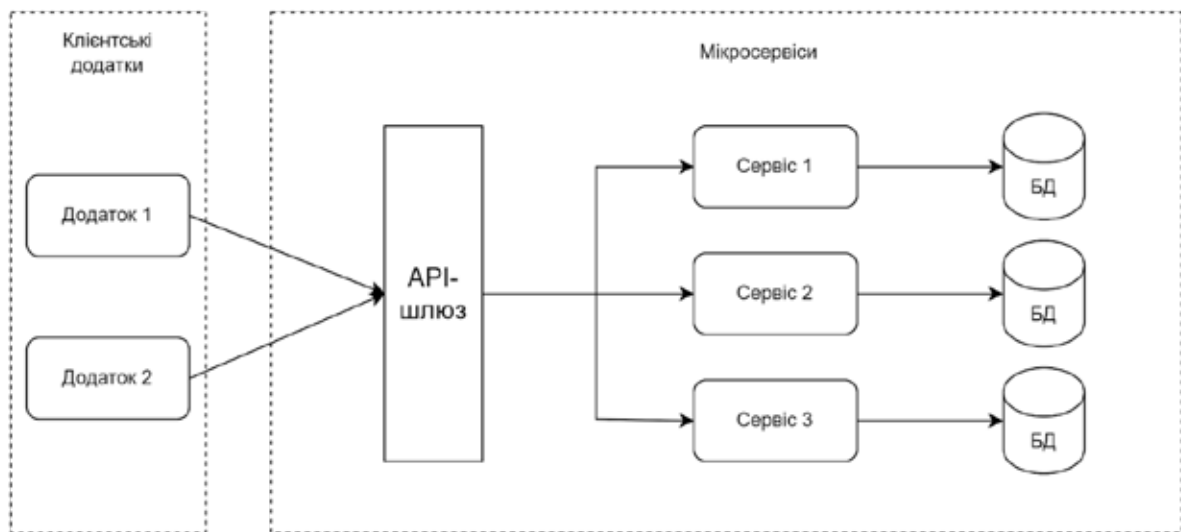 Клієнтські
додатки
Мікросервіси
Додаток 1
Додаток 2
API-
шлюз
Сервіс 1
БД
Сервіс 2
БД
Сервіс 3
БД